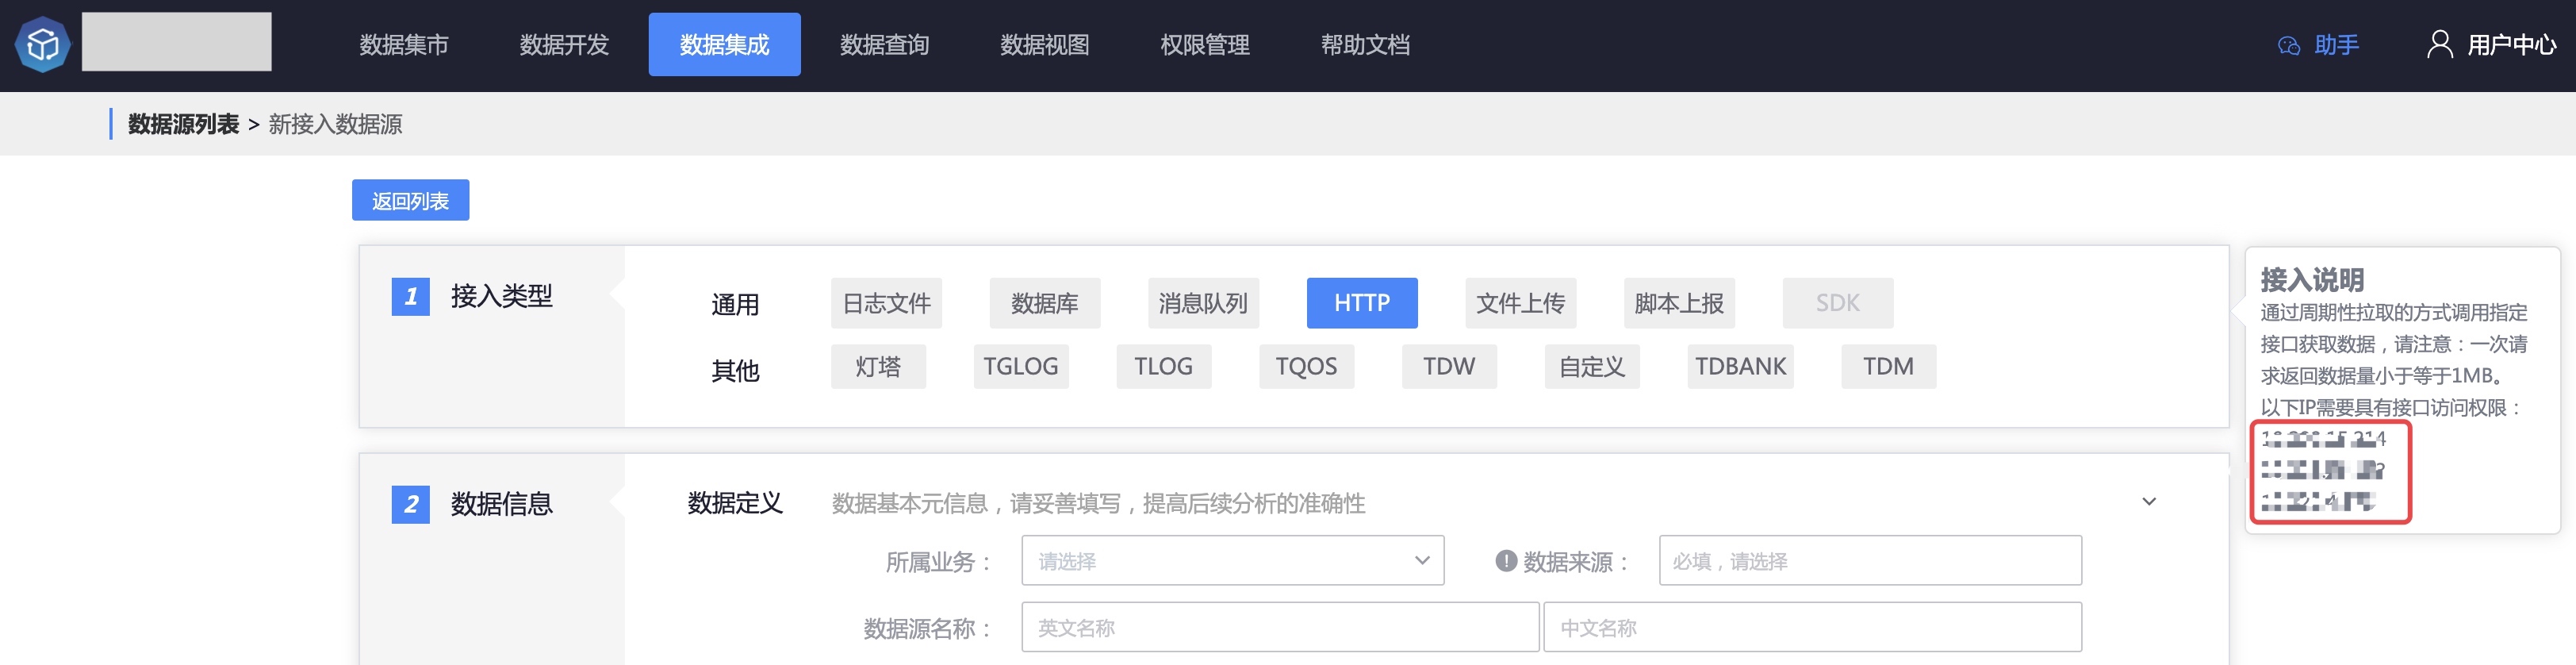 数据集市 数据开发 数据集成 数据查询 数据视图 权限管理 帮助文档 助手 用户中心
数据源列表 > 新接入数据源
返回列表
1 接入类型
通用 日志文件 数据库 消息队列 HTTP 文件上传 脚本上报 SDK
其他 灯塔 TGLOG TLOG TQOS TDW 自定义 TDBANK TDM
接入说明
通过周期性拉取的方式调用指定
接口获取数据，请注意：一次请
求返回数据量小于等于1MB。
以下IP需要具有接口访问权限：
2 数据信息
数据定义 数据基本元信息，请妥善填写，提高后续分析的准确性
所属业务： 请选择 数据来源： 必填，请选择
数据源名称： 英文名称 中文名称